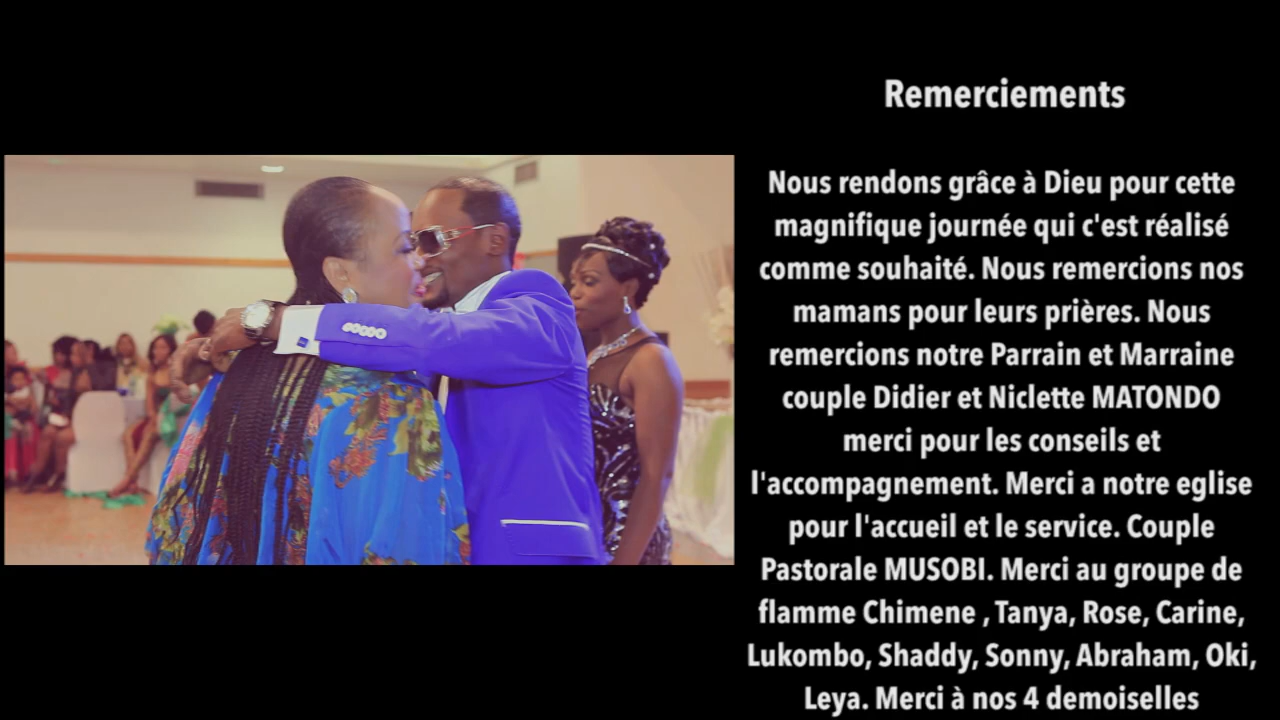 Remerciements
Nous rendons grâce à Dieu pour cette
magnifique journée qui c'est réalisé
comme souhaité. Nous remercions nos
mamans pour leurs prières. Nous
remercions notre Parrain et Marraine
couple Didier et Niclette MATONDO
merci pour les conseils et
l'accompagnement. Merci a notre eglise
pour l'accueil et le service. Couple
Pastorale MUSOBI. Merci au groupe de
flamme Chimene , Tanya, Rose, Carine,
Lukombo, Shaddy, Sonny, Abraham, Oki,
Leya. Merci à nos 4 demoiselles